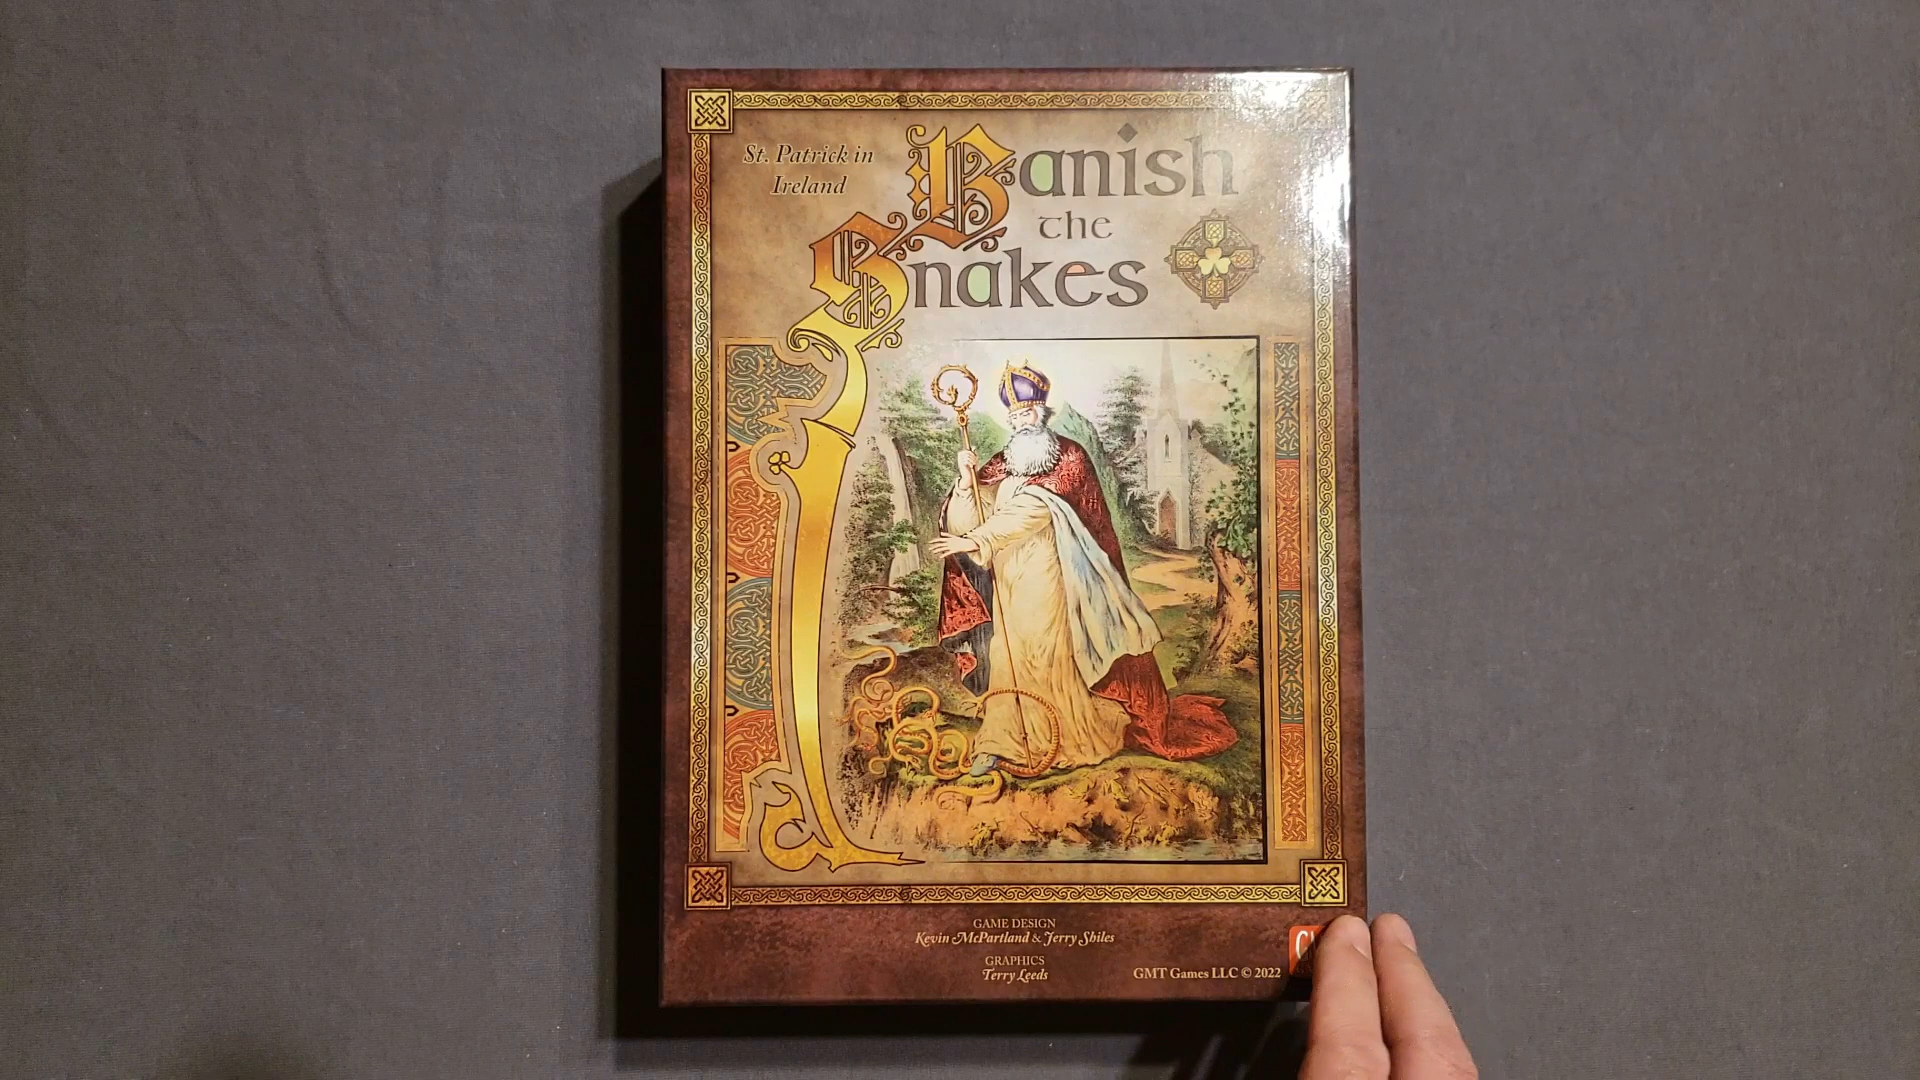 St. Patrick in
Ireland
Banish
the
Snakes
GAME DESIGN
Kevin McPartland & Jerry Shiles
GRAPHICS
Terry Leeds
GMT Games LLC © 2022